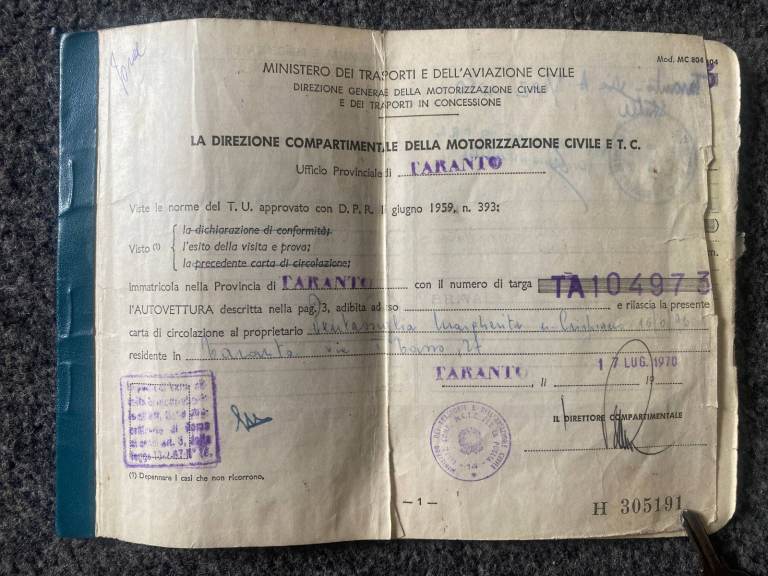 Mod. MC 804
MINISTERO DEI TRASPORTI E DELL'AVIAZIONE CIVILE
DIREZIONE GENERALE DELLA MOTORIZZAZIONE CIVILE
E DEI TRASPORTI IN CONCESSIONE
LA DIREZIONE COMPARTIMENTALE DELLA MOTORIZZAZIONE CIVILE E T. C.
Ufficio Provinciale di TARANTO
Viste le norme del T. U. approvato con D. P. R. giugno 1959, n. 393;
Visto (1)
la dichiarazione di conformità;
l'esito della visita e prova;
la precedente carta di circolazione;
Immatricola nella Provincia di TARANTO con il numero di targa TA104973
l'AUTOVETTURA descritta nella pag. 3, adibita ad uso e rilascia la presente
carta di circolazione al proprietario Margherita
residente in Taranto via 27
TARANTO, li 17 LUG. 1970
IL DIRETTORE COMPARTIMENTALE
(1) Depennare i casi che non ricorrono.
— 1 —
H 305191